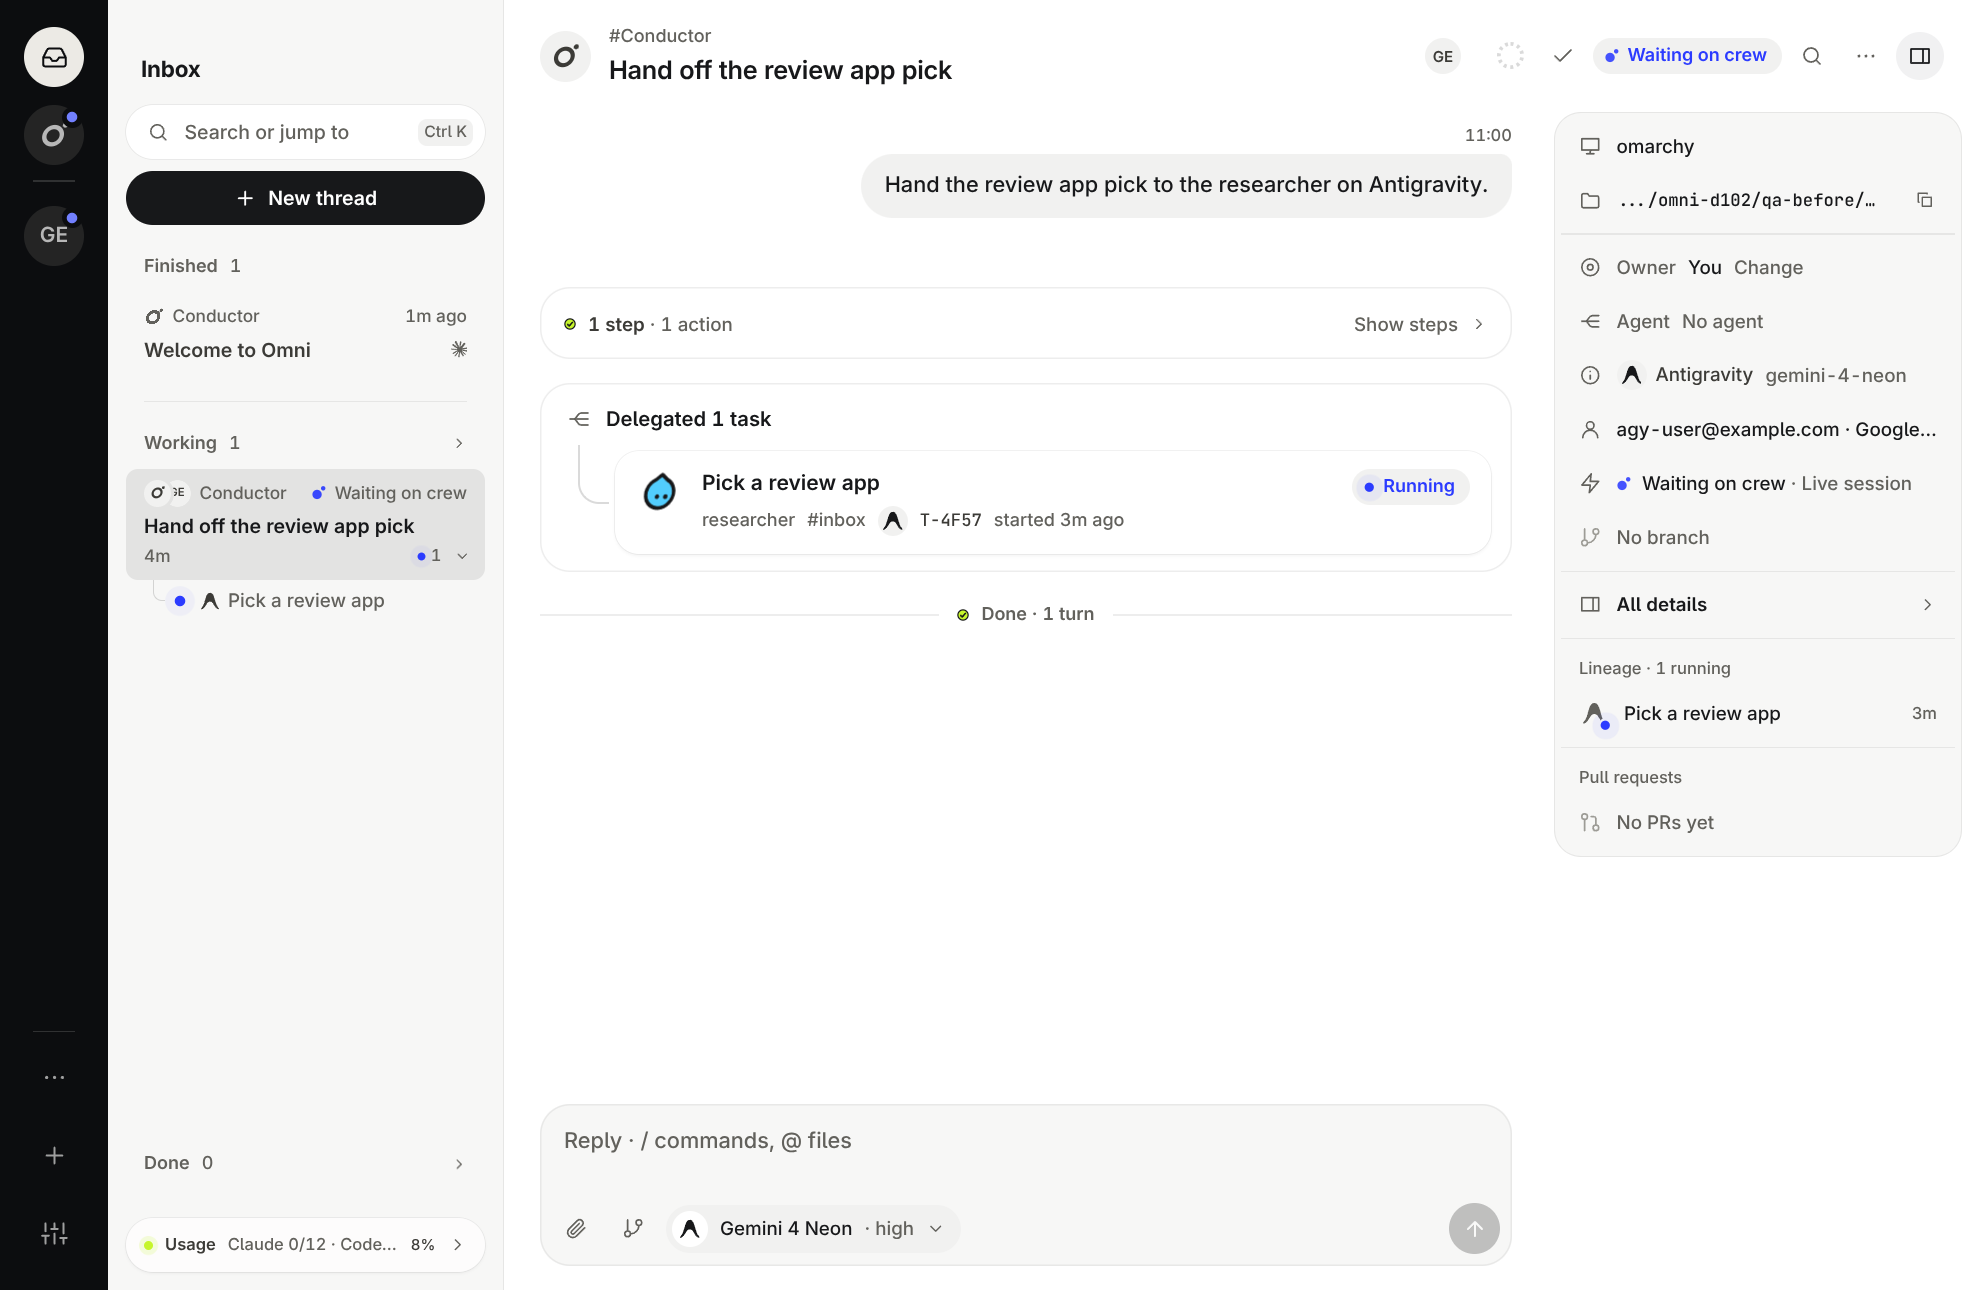 GE
Inbox
Search or jump to
Ctrl K
New thread
Finished 1
Conductor
1m ago
Welcome to Omni
Working 1
GE
Conductor
Waiting on crew
Hand off the review app pick
4m
1
Pick a review app
Done 0
Usage Claude 0/12 · Code... 8%
#Conductor
Hand off the review app pick
GE
Waiting on crew
11:00
Hand the review app pick to the researcher on Antigravity.
1 step · 1 action
Show steps
Delegated 1 task
Pick a review app
Running
researcher #inbox T-4F57 started 3m ago
Done · 1 turn
Reply · / commands, @ files
Gemini 4 Neon · high
omarchy
.../omni-d102/qa-before/…
Owner You Change
Agent No agent
Antigravity gemini-4-neon
agy-user@example.com · Google...
Waiting on crew · Live session
No branch
All details
Lineage · 1 running
Pick a review app
3m
Pull requests
No PRs yet